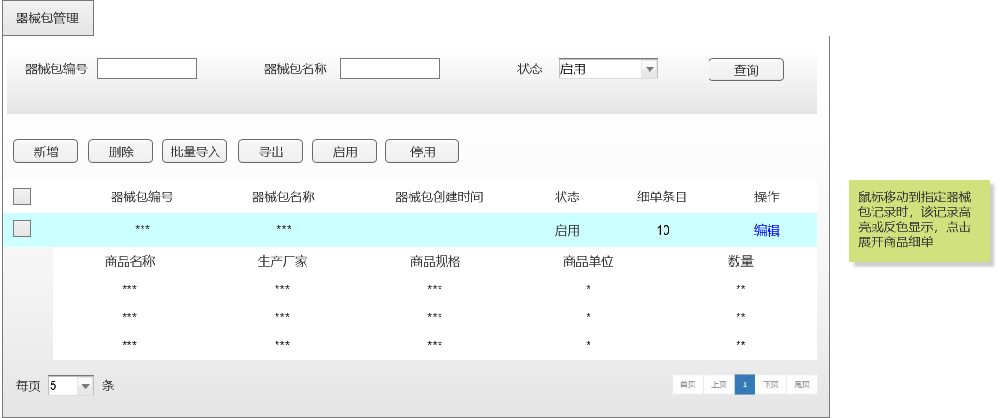 器械包管理
器械包编号 器械包名称 状态 启用 查询
新增 删除 批量导入 导出 启用 停用
器械包编号 器械包名称 器械包创建时间 状态 细单条目 操作
*** *** 启用 10 编辑
商品名称 生产厂家 商品规格 商品单位 数量
*** *** *** * **
*** *** *** * **
*** *** *** * **
每页 5 条 首页 上页 1 下页 尾页
鼠标移动到指定器械
包记录时，该记录高
亮或反色显示，点击
展开商品细单